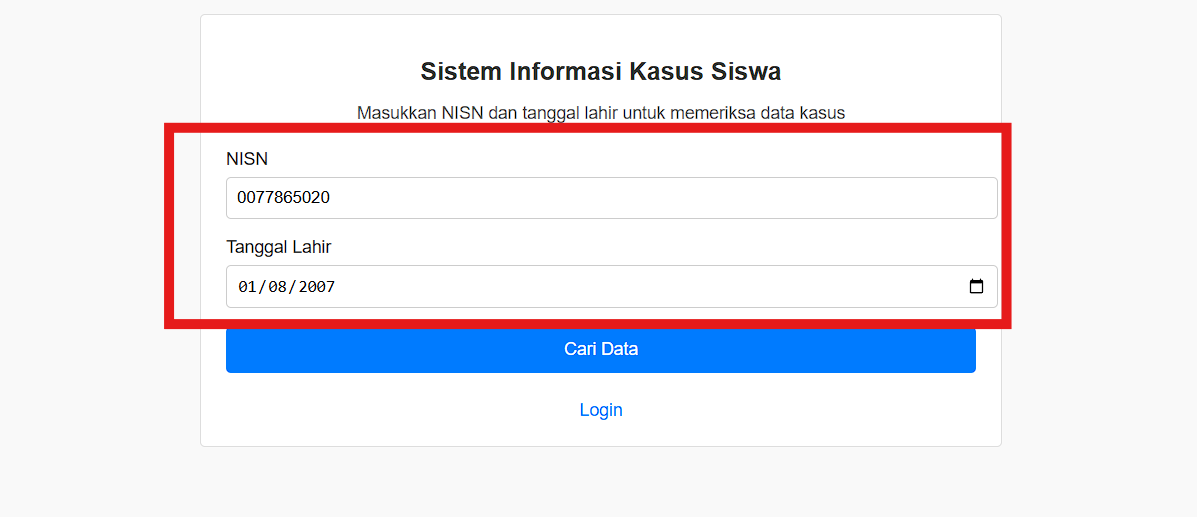 Sistem Informasi Kasus Siswa
Masukkan NISN dan tanggal lahir untuk memeriksa data kasus
NISN
0077865020
Tanggal Lahir
01/08/2007
Cari Data
Login